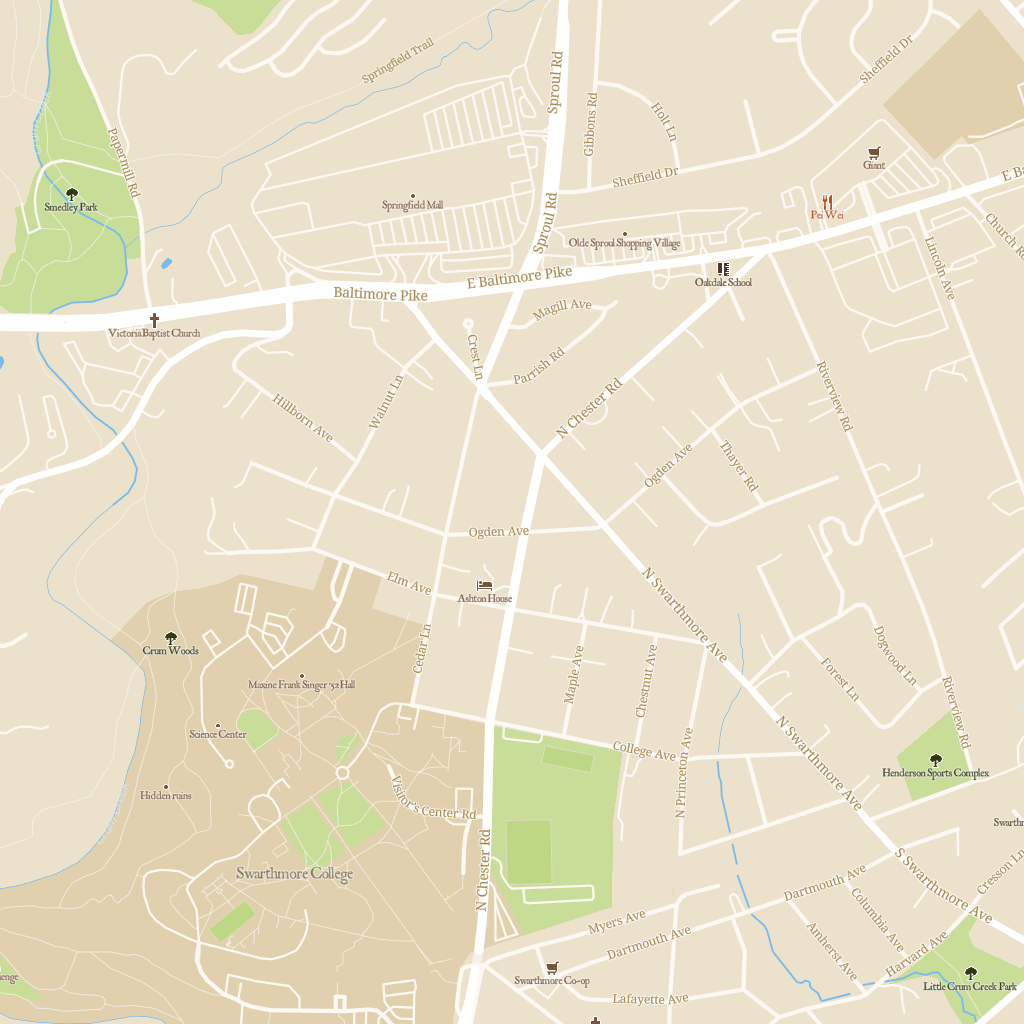 Springfield Trail
Sproul Rd
Gibbons Rd
Holt Ln
Sheffield Dr
Papermill Rd
Giant
Sheffield Dr
E Ba
Smedley Park
Springfield Mall
Sproul Rd
Pei Wei
Olde Sproul Shopping Village
Church Rd
Lincoln Ave
Oakdale School
E Baltimore Pike
Baltimore Pike
Magill Ave
Victoria Baptist Church
Crest Ln
Parrish Rd
Riverview Rd
Walnut Ln
Hillborn Ave
N Chester Rd
Ogden Ave
Thayer Rd
Ogden Ave
Elm Ave
Ashton House
N Swarthmore Ave
Crum Woods
Cedar Ln
Maple Ave
Chestnut Ave
Dogwood Ln
Forest Ln
Maxine Frank Singer '52 Hall
Riverview Rd
Science Center
College Ave
N Princeton Ave
N Swarthmore Ave
Henderson Sports Complex
Hidden ruins
Visitor's Center Rd
Swarthm
Swarthmore College
N Chester Rd
S Swarthmore Ave
Cresson Ln
Dartmouth Ave
Columbia Ave
Myers Ave
Dartmouth Ave
Amherst Ave
Harvard Ave
henge
Swarthmore Co-op
Little Crum Creek Park
Lafayette Ave